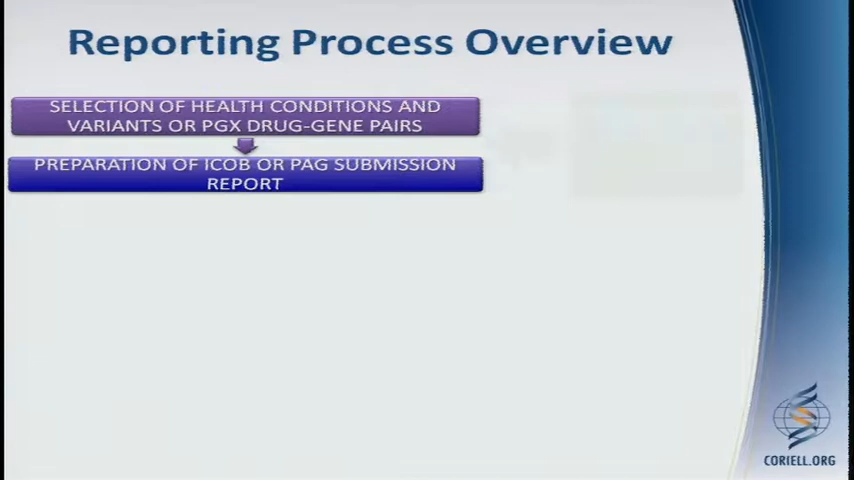 Reporting Process Overview
SELECTION OF HEALTH CONDITIONS AND
VARIANTS OR PGX DRUG-GENE PAIRS
PREPARATION OF ICOB OR PAG SUBMISSION
REPORT
CORIELL.ORG